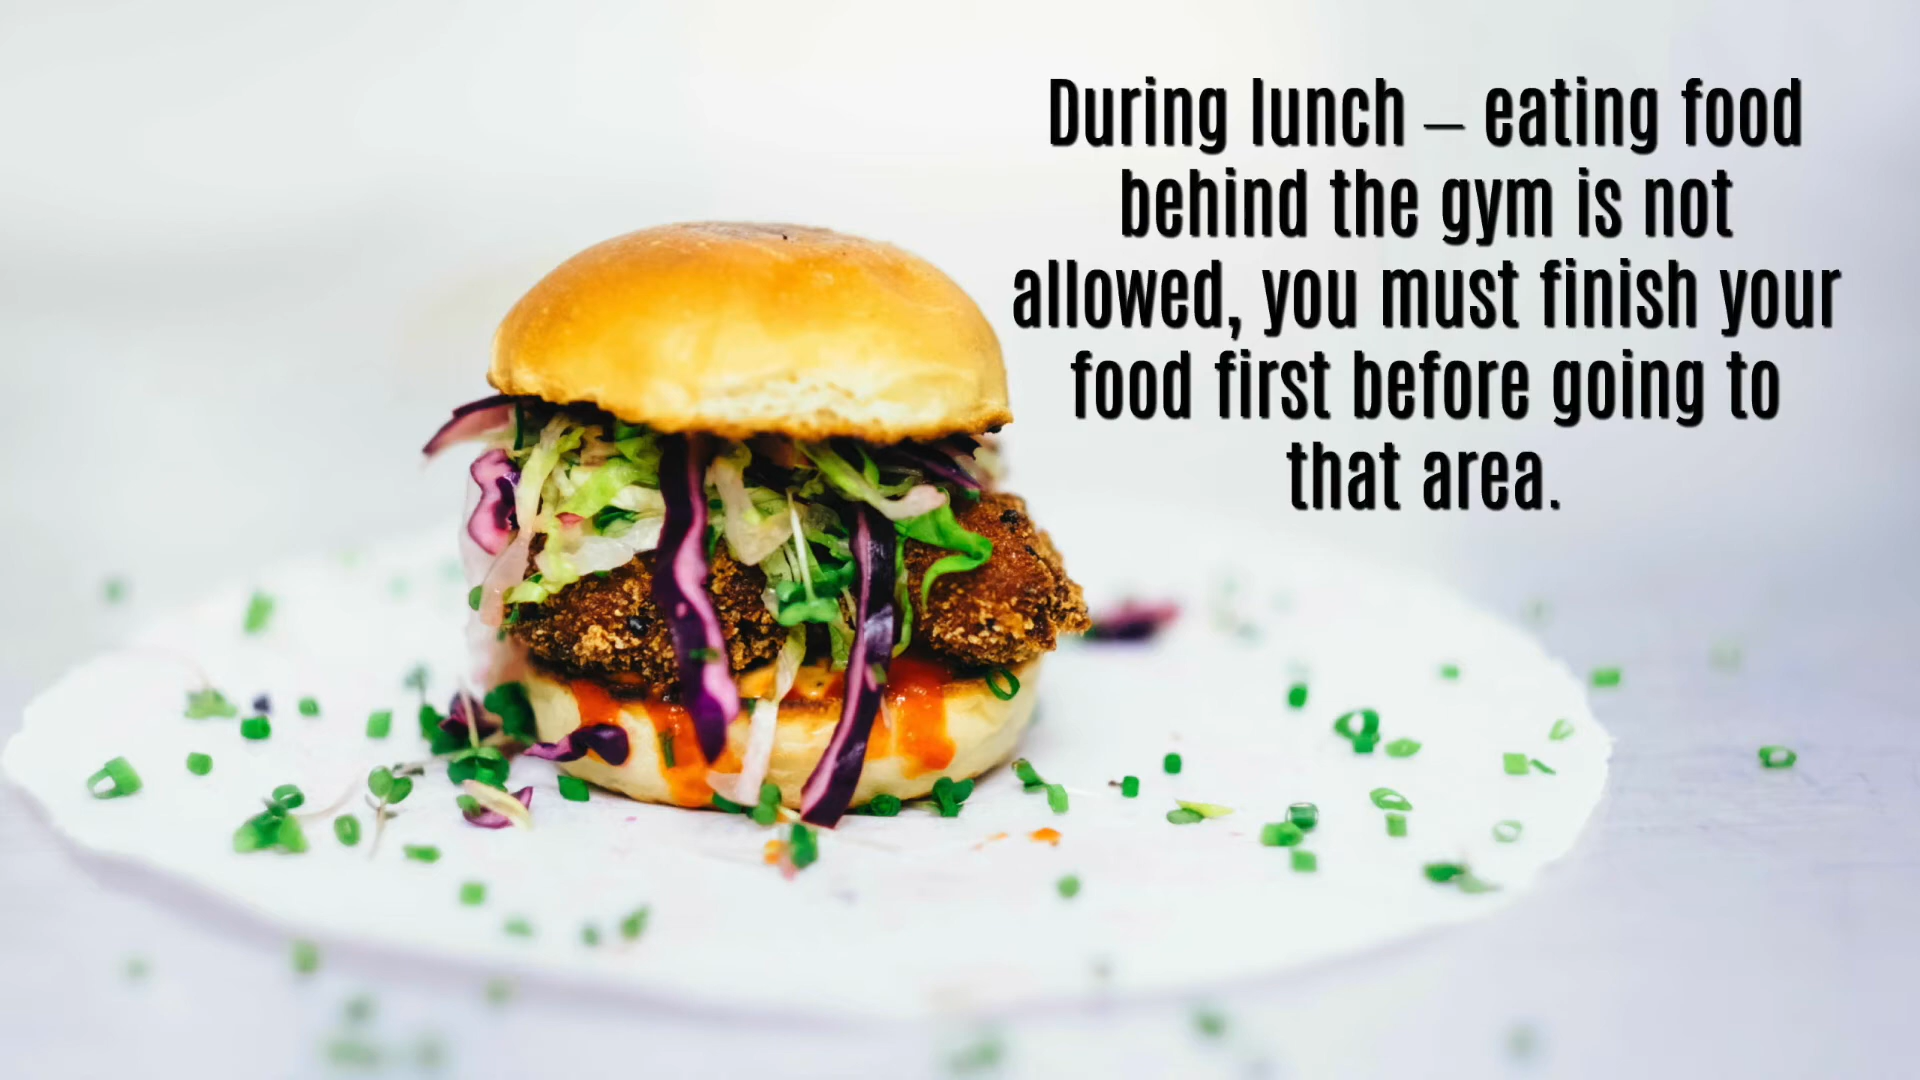 During lunch – eating food
behind the gym is not
allowed, you must finish your
food first before going to
that area.